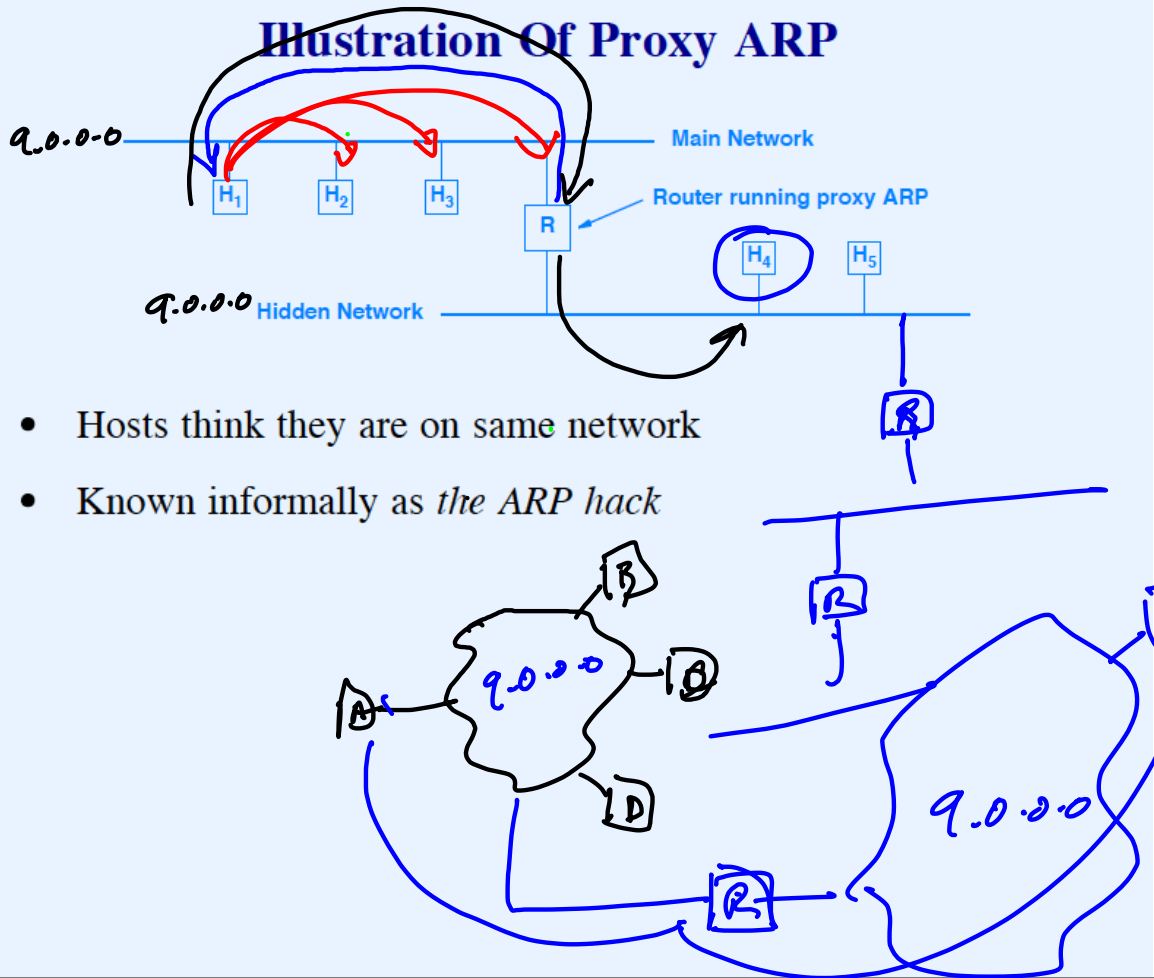 Illustration Of Proxy ARP
9.0.0.0
Main Network
H1
H2
H3
Router running proxy ARP
R
H4
H5
9.0.0.0
Hidden Network
R
• Hosts think they are on same network
• Known informally as the ARP hack
R
B
9.0.0.0
B
A
D
9.0.0.0
R